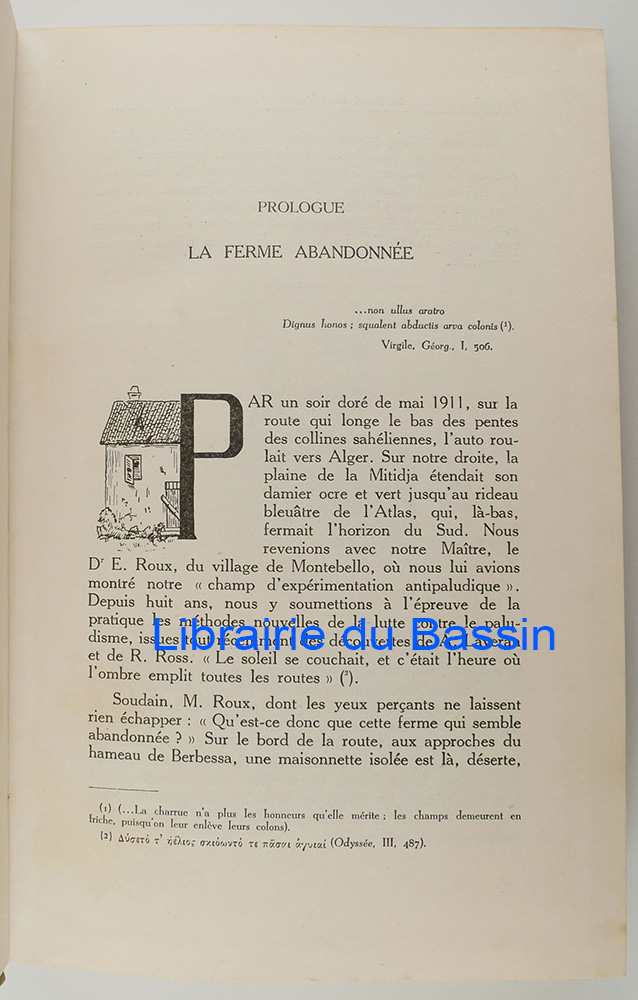 PROLOGUE
LA FERME ABANDONNÉE
...non ullus aratro
Dignus honos ; squalent abductis arva colonis (1).
Virgile, Géorg., I, 506.
PAR un soir doré de mai 1911, sur la
route qui longe le bas des pentes
des collines sahéliennes, l'auto rou-
lait vers Alger. Sur notre droite, la
plaine de la Mitidja étendait son
damier ocre et vert jusqu'au rideau
bleuâtre de l'Atlas, qui, là-bas,
fermait l'horizon du Sud. Nous
revenions avec notre Maître, le
Dr E. Roux, du village de Montebello, où nous lui avions
montré notre « champ d'expérimentation antipaludique ».
Depuis huit ans, nous y soumettions à l'épreuve de la
pratique les méthodes nouvelles de la lutte contre le palu-
disme, issues tout récemment des découvertes de A. Laveran
et de R. Ross. « Le soleil se couchait, et c'était l'heure où
l'ombre emplit toutes les routes » (2).
Librairie du Bassin
Soudain, M. Roux, dont les yeux perçants ne laissent
rien échapper : « Qu'est-ce donc que cette ferme qui semble
abandonnée ? » Sur le bord de la route, aux approches du
hameau de Berbessa, une maisonnette isolée est là, déserte,
(1) (...La charrue n'a plus les honneurs qu'elle mérite ; les champs demeurent en
friche, puisqu'on leur enlève leurs colons).
(2) Δύσετό τ' ἠέλιος σκιόωντό τε πᾶσαι ἀγυιαί (Odyssée, III, 487).